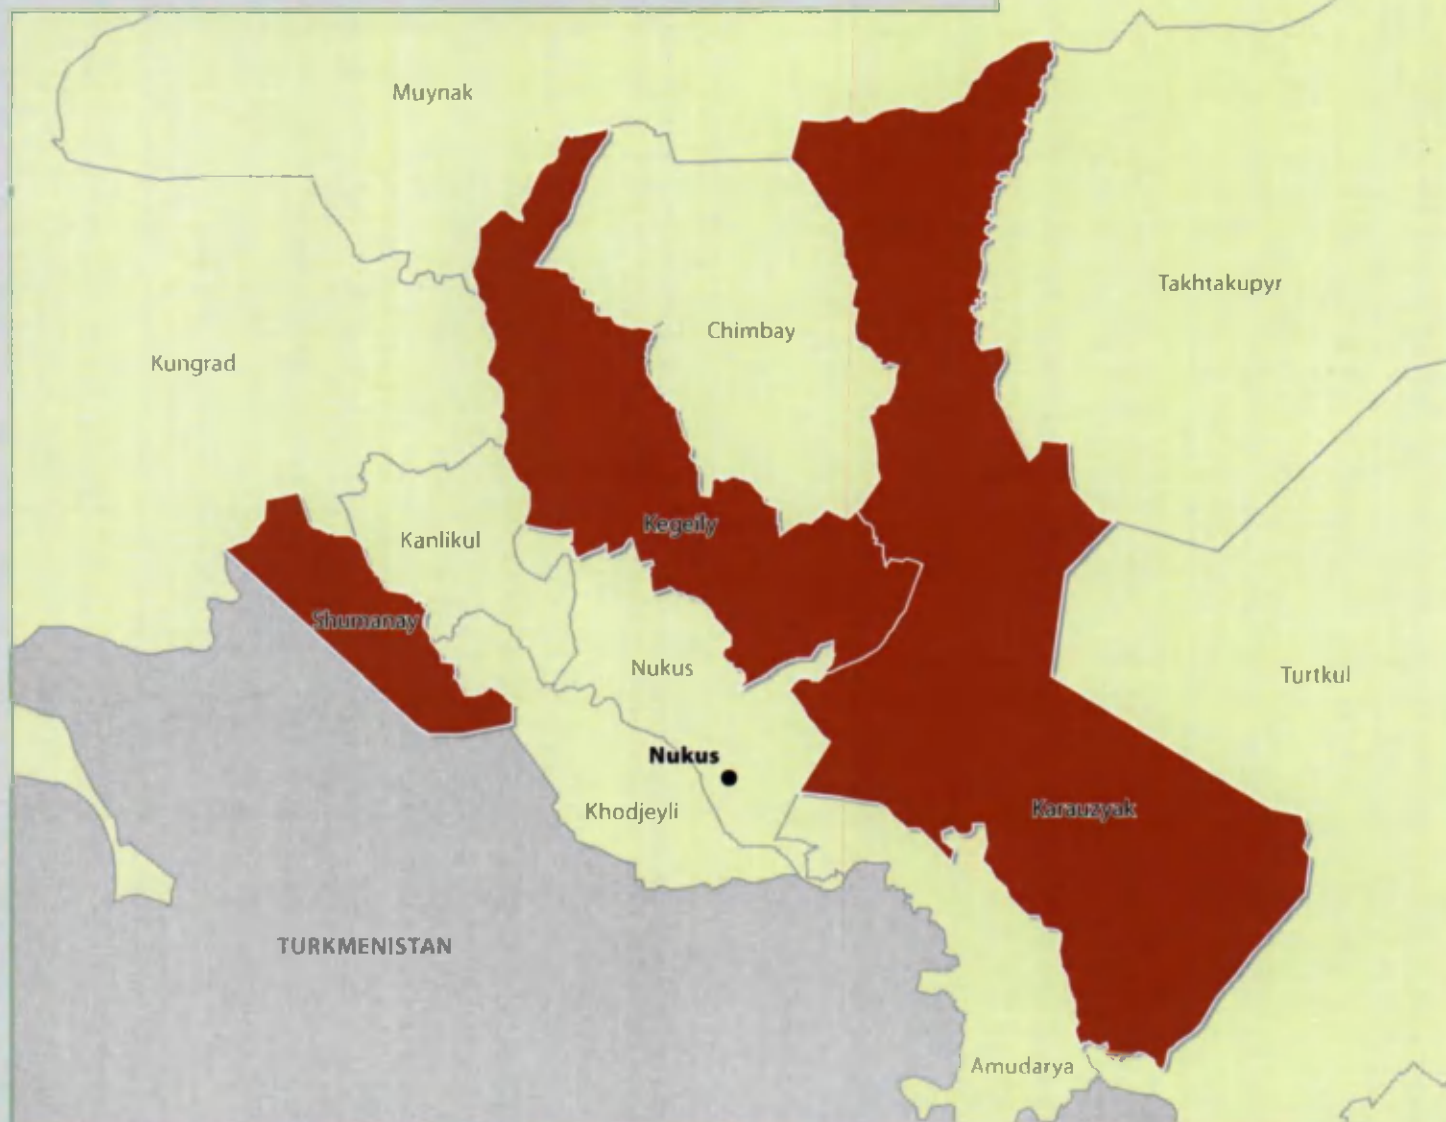 Muynak
Takhtakupyr
Chimbay
Kungrad
Kegeily
Kanlikul
Shumanay
Nukus
Turtkul
Nukus
Karauzyak
Khodjeyli
TURKMENISTAN
Amudarya